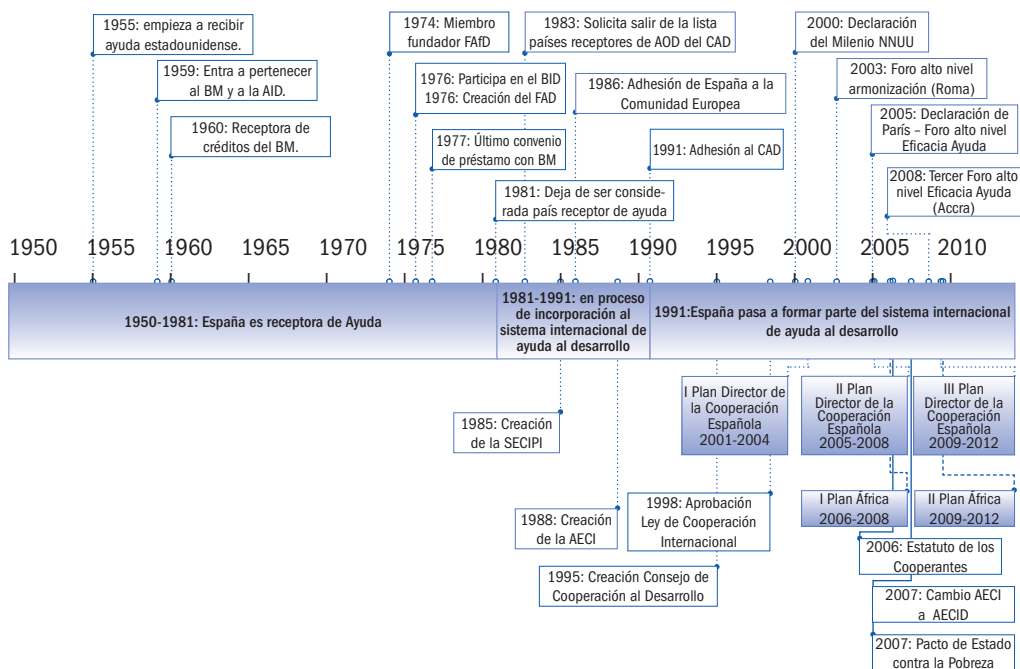 1955: empieza a recibir
ayuda estadounidense.
1959: Entra a pertenecer
al BM y a la AID.
1960: Receptora de
créditos del BM.
1974: Miembro
fundador FAfD
1976: Participa en el BID
1976: Creación del FAD
1977: Último convenio
de préstamo con BM
1981: Deja de ser conside-
rada país receptor de ayuda
1983: Solicita salir de la lista
países receptores de AOD del CAD
1986: Adhesión de España a la
Comunidad Europea
1991: Adhesión al CAD
2000: Declaración
del Milenio NNUU
2003: Foro alto nivel
armonización (Roma)
2005: Declaración de
París – Foro alto nivel
Eficacia Ayuda
2008: Tercer Foro alto
nivel Eficacia Ayuda
(Accra)
1950 1955 1960 1965 1970 1975 1980 1985 1990 1995 2000 2005 2010
1950-1981: España es receptora de Ayuda
1981-1991: en proceso
de incorporación al
sistema internacional de
ayuda al desarrollo
1991:España pasa a formar parte del sistema internacional
de ayuda al desarrollo
I Plan Director de
la Cooperación
Española
2001-2004
II Plan
Director de la
Cooperación
Española
2005-2008
III Plan
Director de la
Cooperación
Española
2009-2012
1985: Creación
de la SECIPI
1988: Creación
de la AECI
1998: Aprobación
Ley de Cooperación
Internacional
1995: Creación Consejo de
Cooperación al Desarrollo
I Plan África
2006-2008
II Plan África
2009-2012
2006: Estatuto de los
Cooperantes
2007: Cambio AECI
a AECID
2007: Pacto de Estado
contra la Pobreza